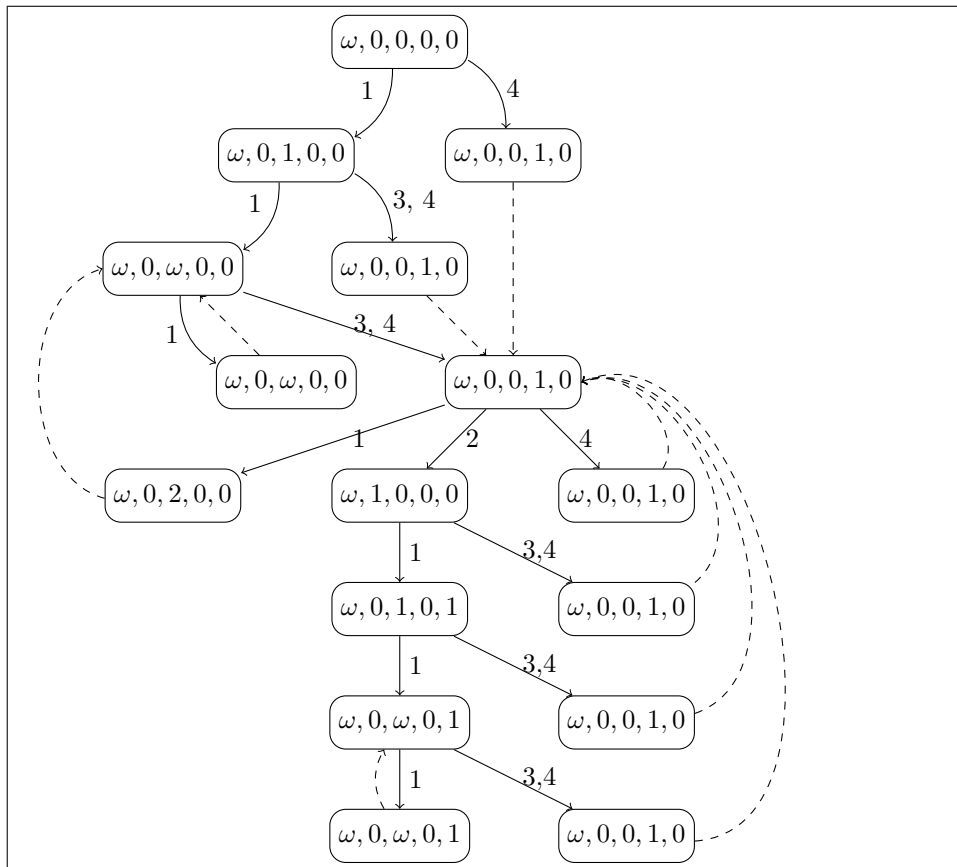 ω, 0, 0, 0, 0
1
4
ω, 0, 1, 0, 0
ω, 0, 0, 1, 0
1
3, 4
ω, 0, ω, 0, 0
ω, 0, 0, 1, 0
1
3, 4
ω, 0, ω, 0, 0
ω, 0, 0, 1, 0
1
2
4
ω, 0, 2, 0, 0
ω, 1, 0, 0, 0
ω, 0, 0, 1, 0
1
3,4
ω, 0, 1, 0, 1
ω, 0, 0, 1, 0
1
3,4
ω, 0, ω, 0, 1
ω, 0, 0, 1, 0
1
3,4
ω, 0, ω, 0, 1
ω, 0, 0, 1, 0